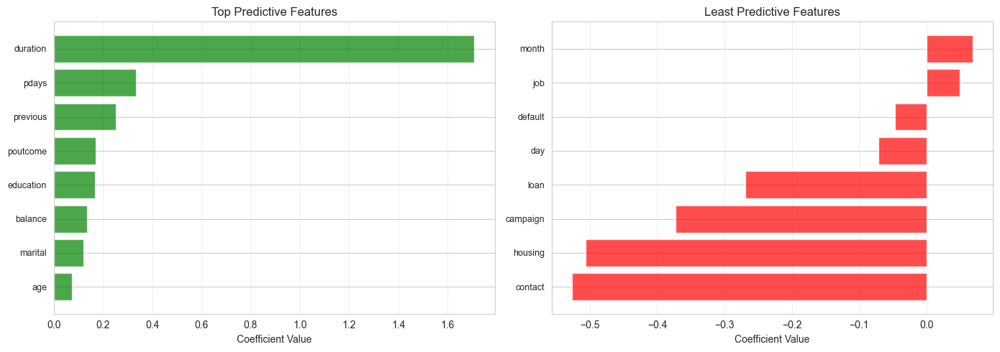 Top Predictive Features
duration
pdays
previous
poutcome
education
balance
marital
age
0.0 0.2 0.4 0.6 0.8 1.0 1.2 1.4 1.6
Coefficient Value
Least Predictive Features
month
job
default
day
loan
campaign
housing
contact
−0.5 −0.4 −0.3 −0.2 −0.1 0.0
Coefficient Value